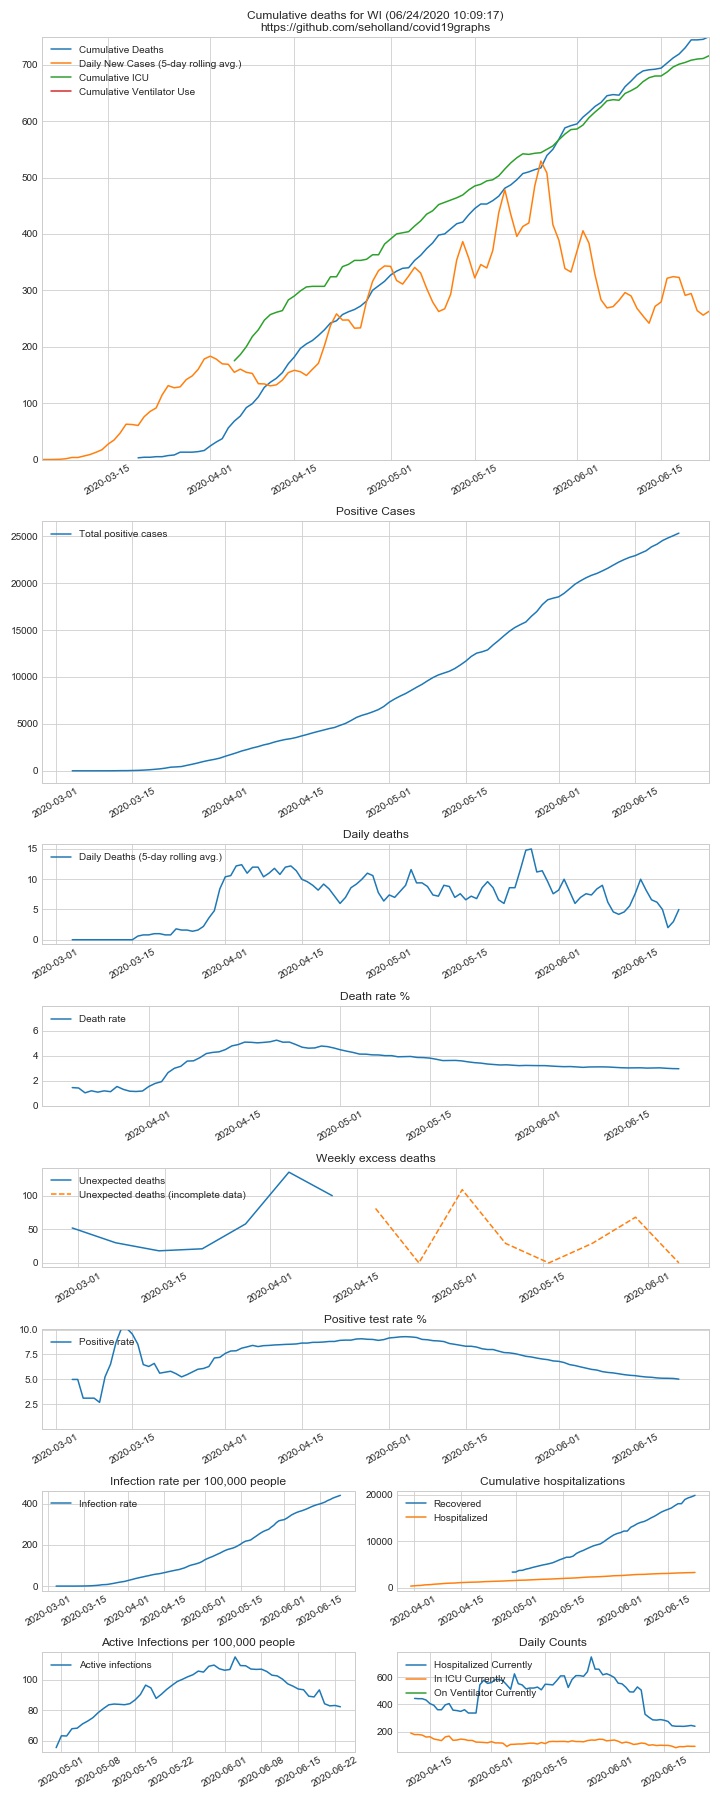 Cumulative deaths for WI (06/24/2020 10:09:17)
https://github.com/seholland/covid19graphs
Cumulative Deaths
Daily New Cases (5-day rolling avg.)
Cumulative ICU
Cumulative Ventilator Use
700
600
500
400
300
200
100
0
2020-03-15 2020-04-01 2020-04-15 2020-05-01 2020-05-15 2020-06-01 2020-06-15
Positive Cases
Total positive cases
25000
20000
15000
10000
5000
0
2020-03-01 2020-03-15 2020-04-01 2020-04-15 2020-05-01 2020-05-15 2020-06-01 2020-06-15
Daily deaths
Daily Deaths (5-day rolling avg.)
15
10
5
0
2020-03-01 2020-03-15 2020-04-01 2020-04-15 2020-05-01 2020-05-15 2020-06-01 2020-06-15
Death rate %
Death rate
6
4
2
0
2020-04-01 2020-04-15 2020-05-01 2020-05-15 2020-06-01 2020-06-15
Weekly excess deaths
Unexpected deaths
Unexpected deaths (incomplete data)
100
50
0
2020-03-01 2020-03-15 2020-04-01 2020-04-15 2020-05-01 2020-05-15 2020-06-01
Positive test rate %
Positive rate
10.0
7.5
5.0
2.5
2020-03-01 2020-03-15 2020-04-01 2020-04-15 2020-05-01 2020-05-15 2020-06-01 2020-06-15
Infection rate per 100,000 people
Infection rate
400
200
0
2020-03-01 2020-03-15 2020-04-01 2020-04-15 2020-05-01 2020-05-15 2020-06-01 2020-06-15
Cumulative hospitalizations
Recovered
Hospitalized
20000
10000
0
2020-04-01 2020-04-15 2020-05-01 2020-05-15 2020-06-01 2020-06-15
Active Infections per 100,000 people
Active infections
100
80
60
2020-05-01 2020-05-08 2020-05-15 2020-05-22 2020-06-01 2020-06-08 2020-06-15 2020-06-22
Daily Counts
Hospitalized Currently
In ICU Currently
On Ventilator Currently
600
400
200
2020-04-15 2020-05-01 2020-05-15 2020-06-01 2020-06-15